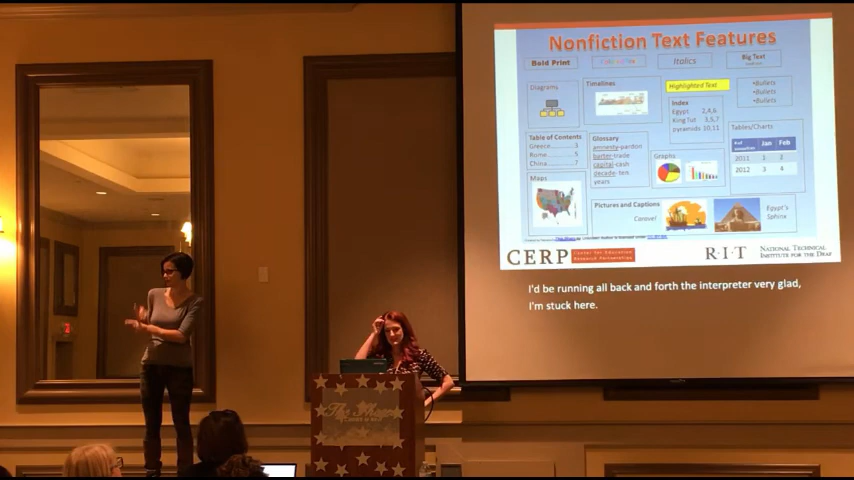 Nonfiction Text Features
Bold Print
Italics
Big Text
Diagrams
Timelines
Highlighted Text
•Bullets
•Bullets
•Bullets
Index
Egypt 2,4,6
King Tut 3,5,7
pyramids 10,11
Table of Contents
Greece 3
Rome 5
China 7
Glossary
amnesty-pardon
barter-trade
capital-cash
decade- ten
years
Graphs
Tables/Charts
Jan Feb
2011 1 2
2012 3 4
Maps
Pictures and Captions
Caravel
Egypt's
Sphinx
CERP
Center for Education
Research Partnerships
R·I·T
National Technical
Institute for the Deaf
I'd be running all back and forth the interpreter very glad,
I'm stuck here.